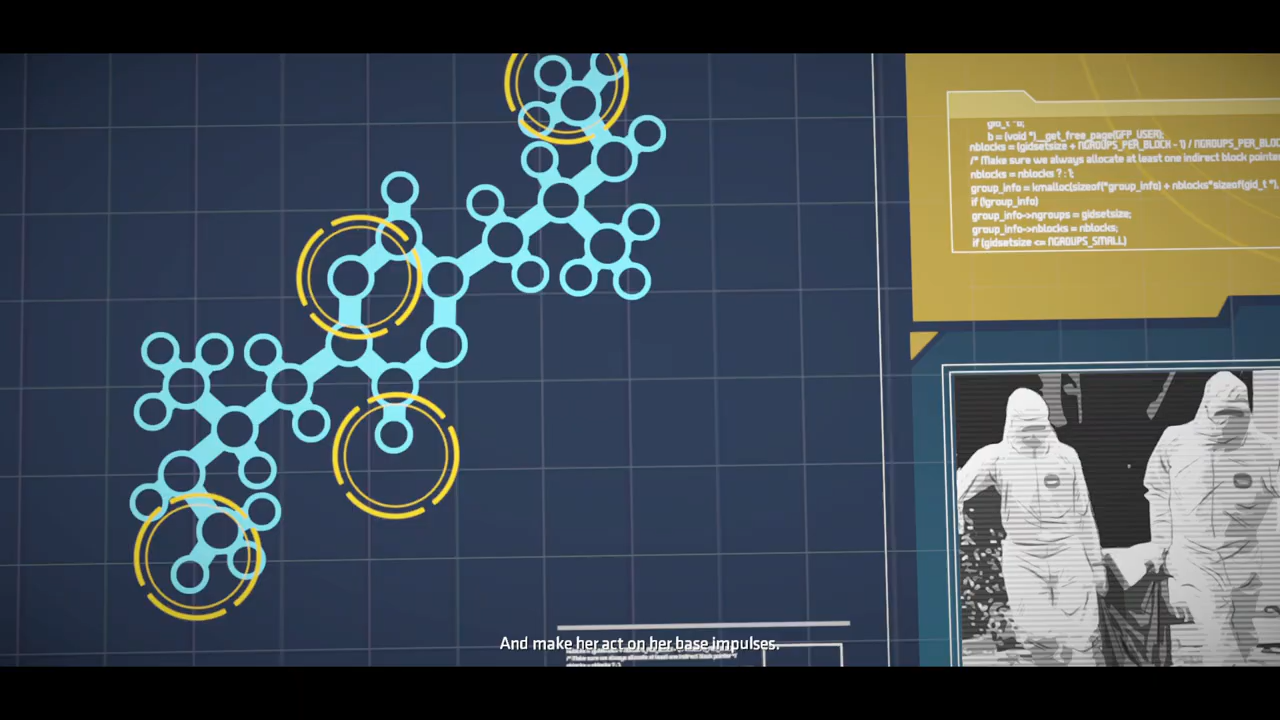 b = (void *)__get_free_page(GFP_USER);
nblocks = (gidsetsize + NGROUPS_PER_BLOCK - 1) / NGROUPS_PER_BLOC
/* Make sure we always allocate at least one indirect block pointe
nblocks = nblocks ? : 1;
group_info = kmalloc(sizeof(*group_info) + nblocks*sizeof(gid_t *),
if (!group_info)
group_info->ngroups = gidsetsize;
group_info->nblocks = nblocks;
if (gidsetsize <= NGROUPS_SMALL)
And make her act on her base impulses.